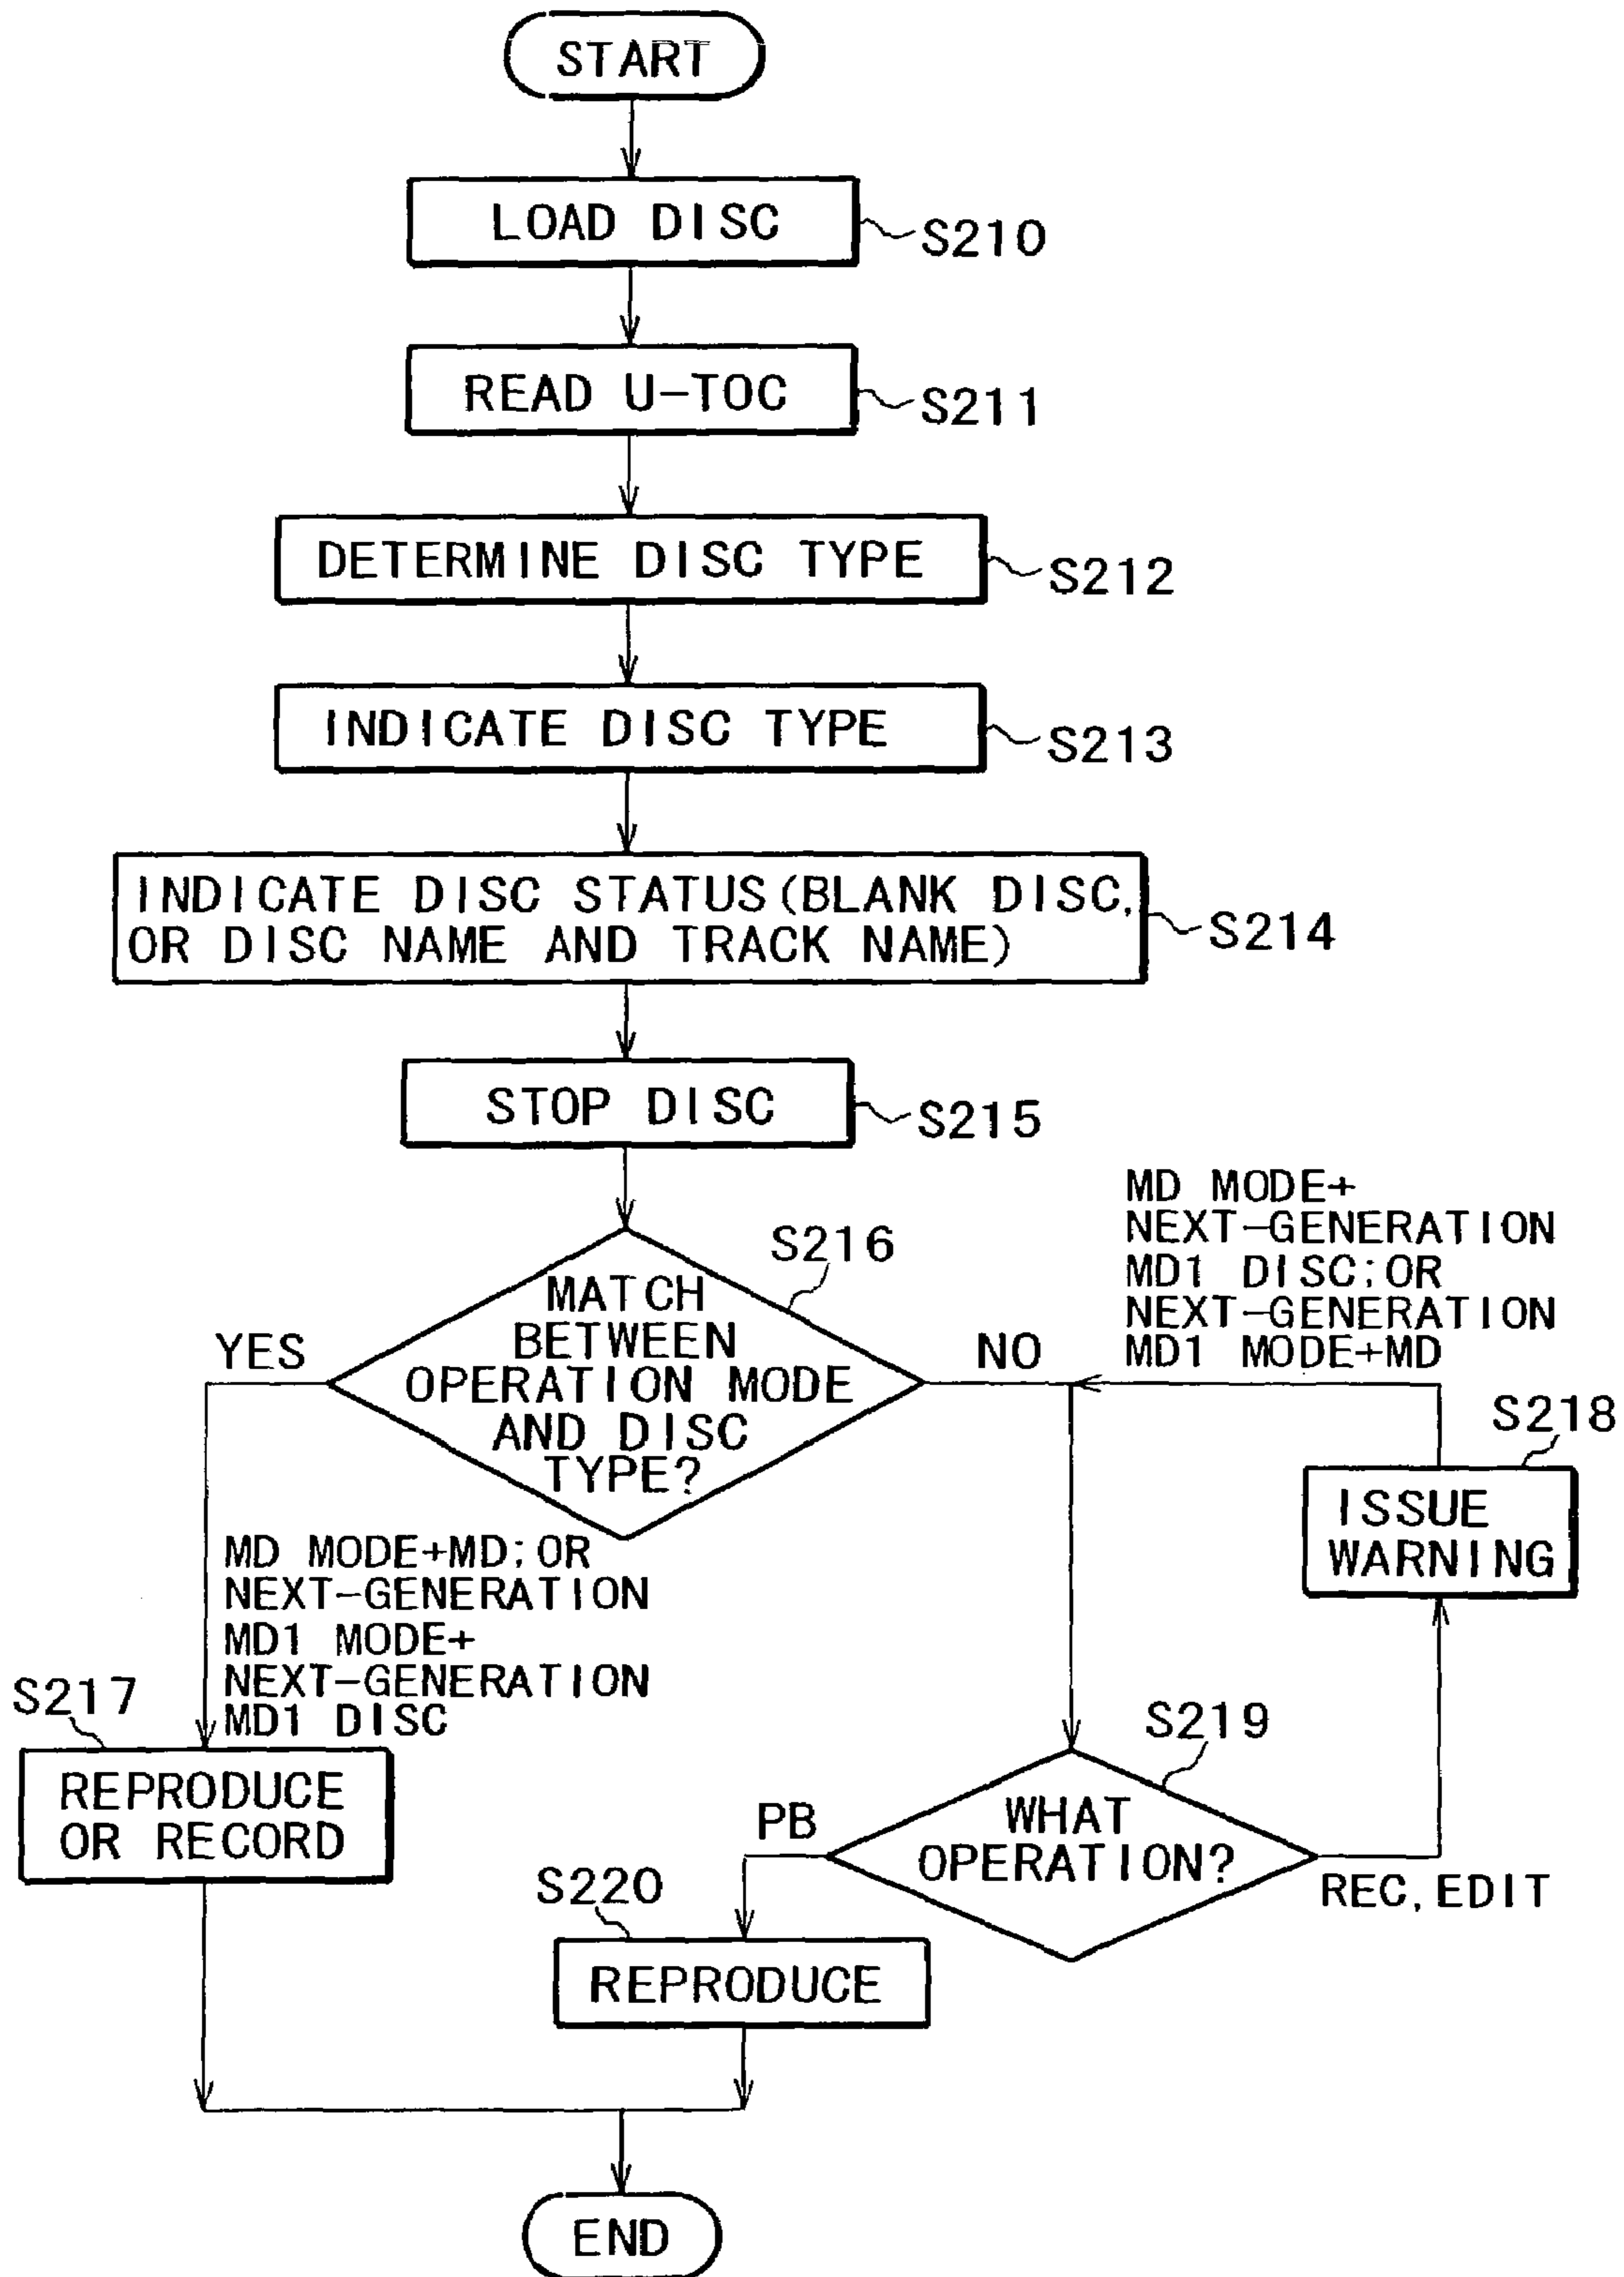 START
LOAD DISC
S210
READ U-TOC
S211
DETERMINE DISC TYPE
S212
INDICATE DISC TYPE
S213
INDICATE DISC STATUS(BLANK DISC,
OR DISC NAME AND TRACK NAME)
S214
STOP DISC
S215
S216
MATCH
BETWEEN
OPERATION MODE
AND DISC
TYPE?
YES
NO
MD MODE+
NEXT-GENERATION
MD1 DISC;OR
NEXT-GENERATION
MD1 MODE+MD
S218
ISSUE
WARNING
MD MODE+MD;OR
NEXT-GENERATION
MD1 MODE+
NEXT-GENERATION
MD1 DISC
S217
REPRODUCE
OR RECORD
S219
WHAT
OPERATION?
PB
REC,EDIT
S220
REPRODUCE
END